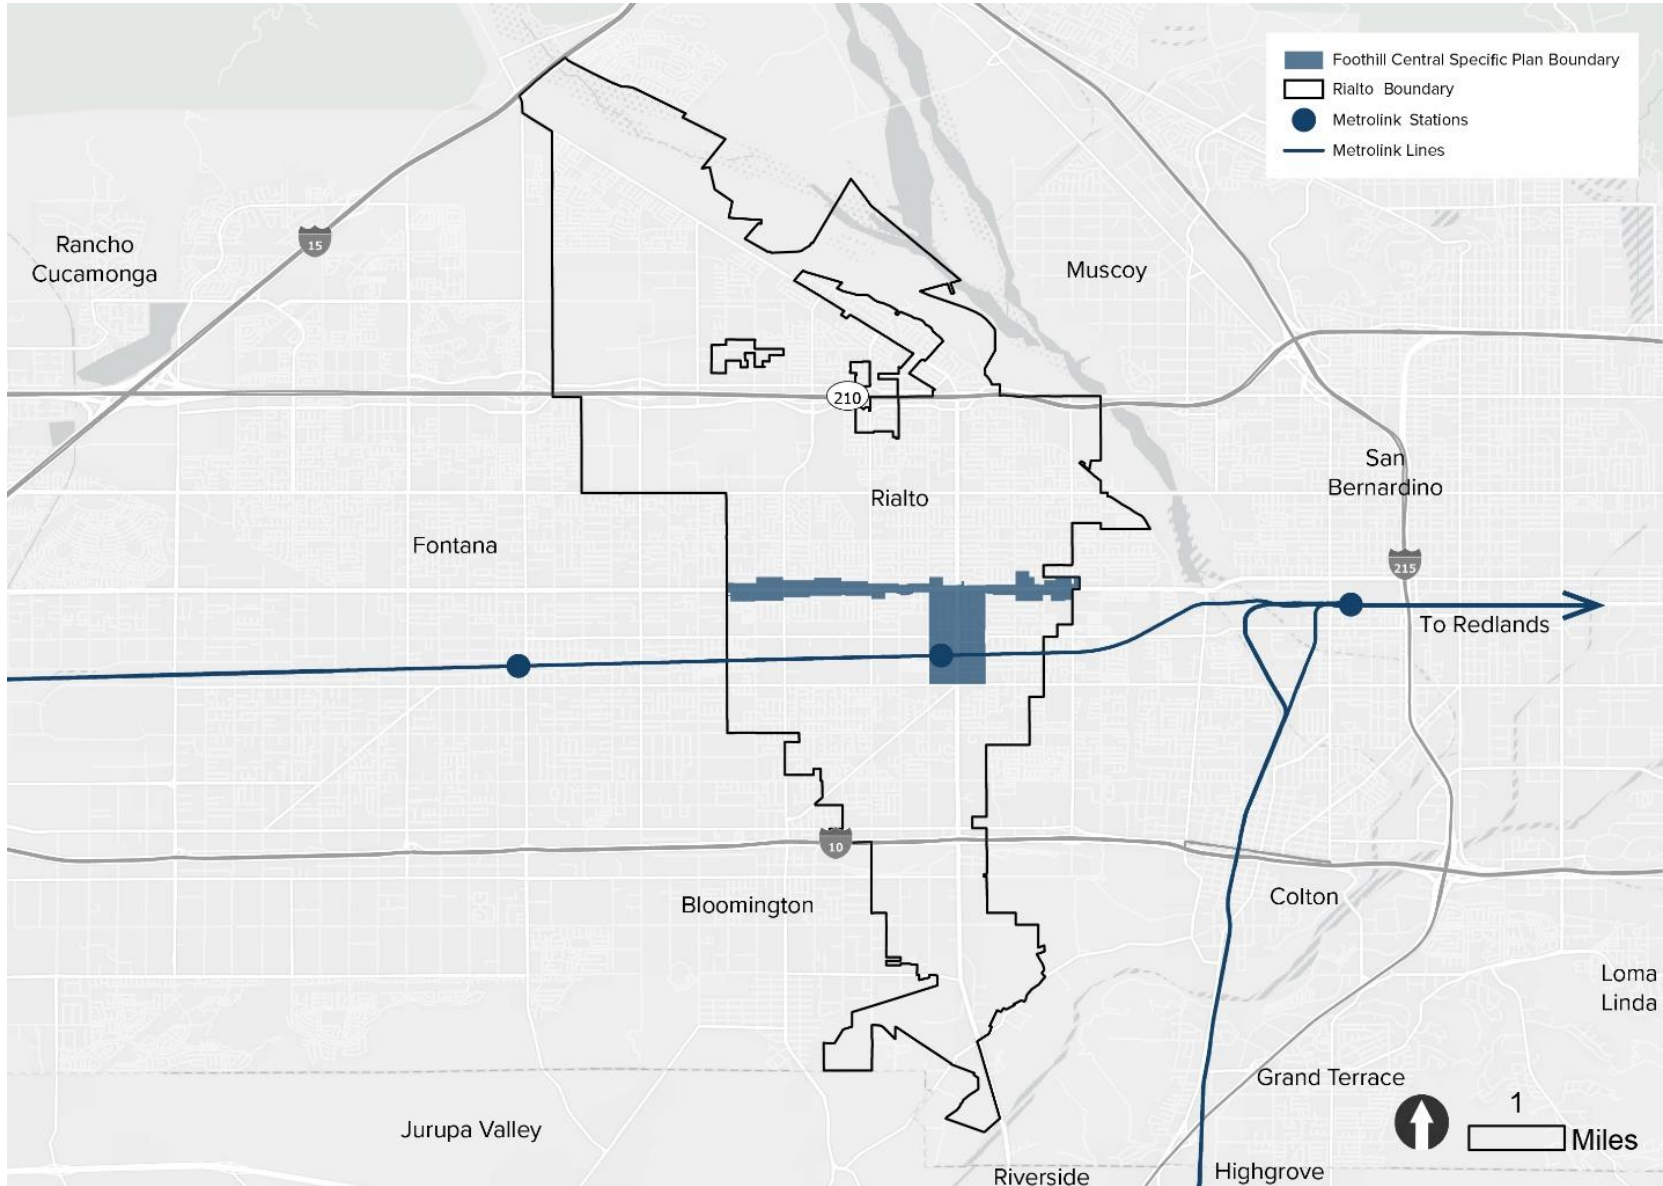 Foothill Central Specific Plan Boundary
Rialto Boundary
Metrolink Stations
Metrolink Lines
Rancho
Cucamonga
15
Muscoy
210
San
Bernardino
Rialto
Fontana
215
To Redlands
10
Bloomington
Colton
Loma
Linda
Grand Terrace
1
Miles
Jurupa Valley
Riverside
Highgrove